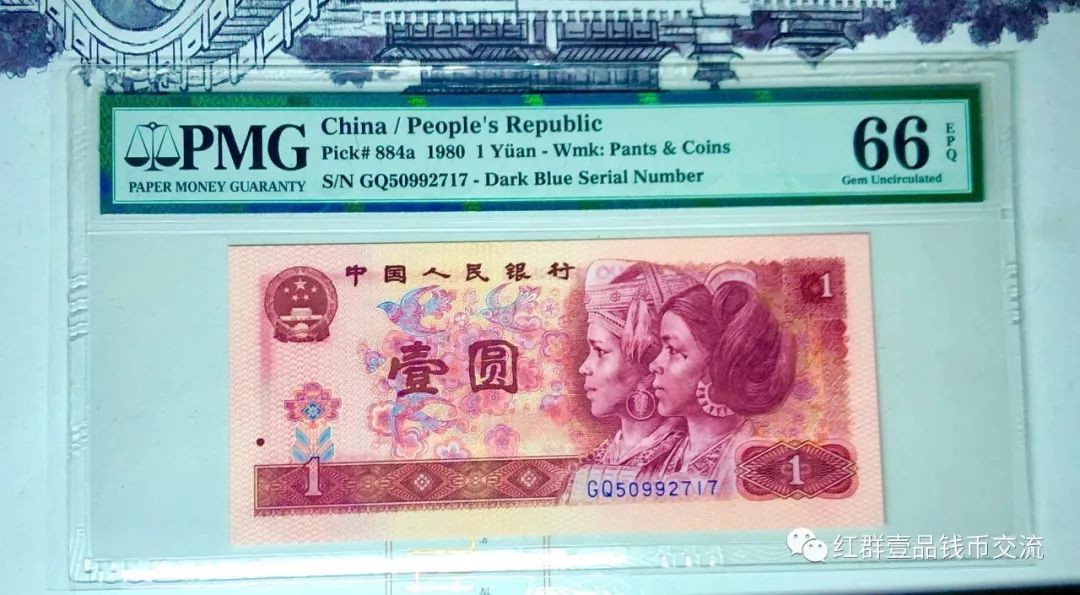 PMG
PAPER MONEY GUARANTY
China / People's Republic
Pick# 884a 1980 1 Yüan - Wmk: Pants & Coins
S/N GQ50992717 - Dark Blue Serial Number
66
EPQ
Gem Uncirculated
中国人民银行
1
壹圆
1
1
GQ50992717
红群壹品钱币交流